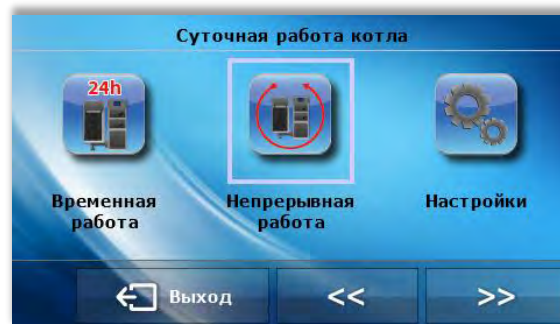 Суточная работа котла
24h
Временная
работа
Непрерывная
работа
Настройки
Выход
<<
>>